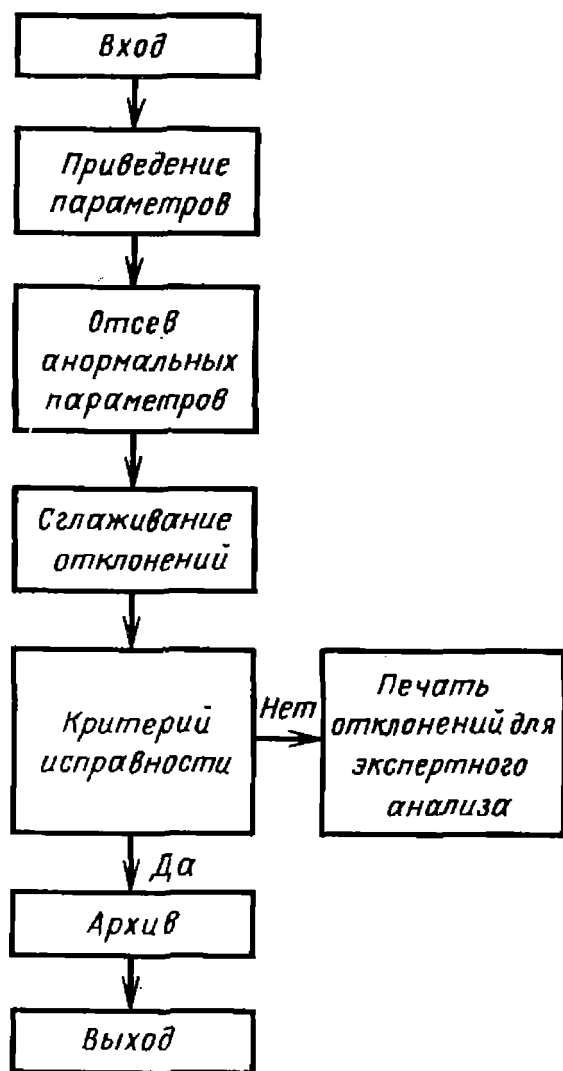 Вход
Приведение
параметров
Отсев
анормальных
параметров
Сглаживание
отклонений
Критерий
исправности
Нет
Печать
отклонений для
экспертного
анализа
Да
Архив
Выход